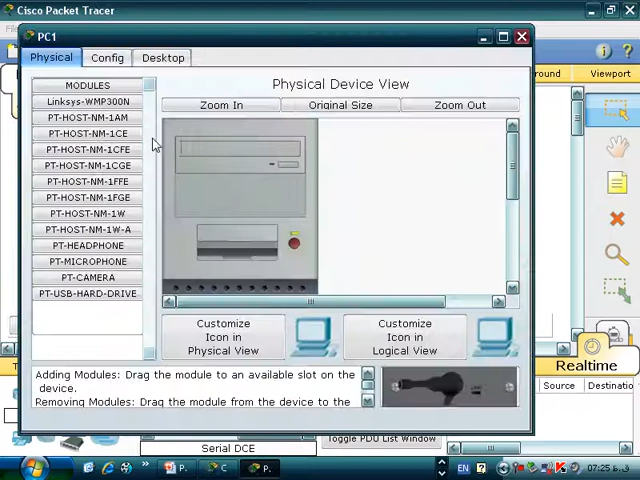 Cisco Packet Tracer
PC1
Physical
Config
Desktop
MODULES
Linksys-WMP300N
PT-HOST-NM-1AM
PT-HOST-NM-1CE
PT-HOST-NM-1CFE
PT-HOST-NM-1CGE
PT-HOST-NM-1FFE
PT-HOST-NM-1FGE
PT-HOST-NM-1W
PT-HOST-NM-1W-A
PT-HEADPHONE
PT-MICROPHONE
PT-CAMERA
PT-USB-HARD-DRIVE
Physical Device View
Zoom In
Original Size
Zoom Out
Customize
Icon in
Physical View
Customize
Icon in
Logical View
Adding Modules: Drag the module to an available slot on the
device.
Removing Modules: Drag the module from the device to the
ound
Viewport
Realtime
Source
Destinatio
Serial DCE
Toggle PDU List Window
P.
C
P.
EN
07:25